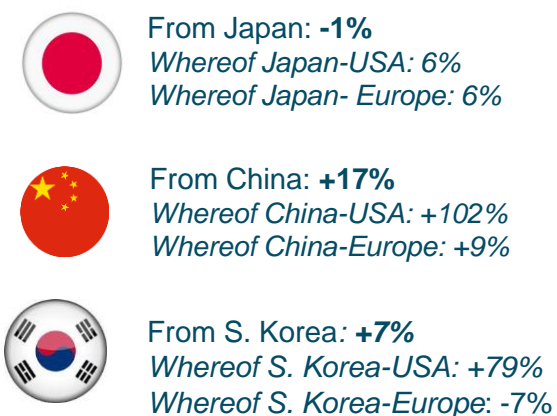 From Japan: -1%
Whereof Japan-USA: 6%
Whereof Japan- Europe: 6%
From China: +17%
Whereof China-USA: +102%
Whereof China-Europe: +9%
From S. Korea: +7%
Whereof S. Korea-USA: +79%
Whereof S. Korea-Europe: -7%